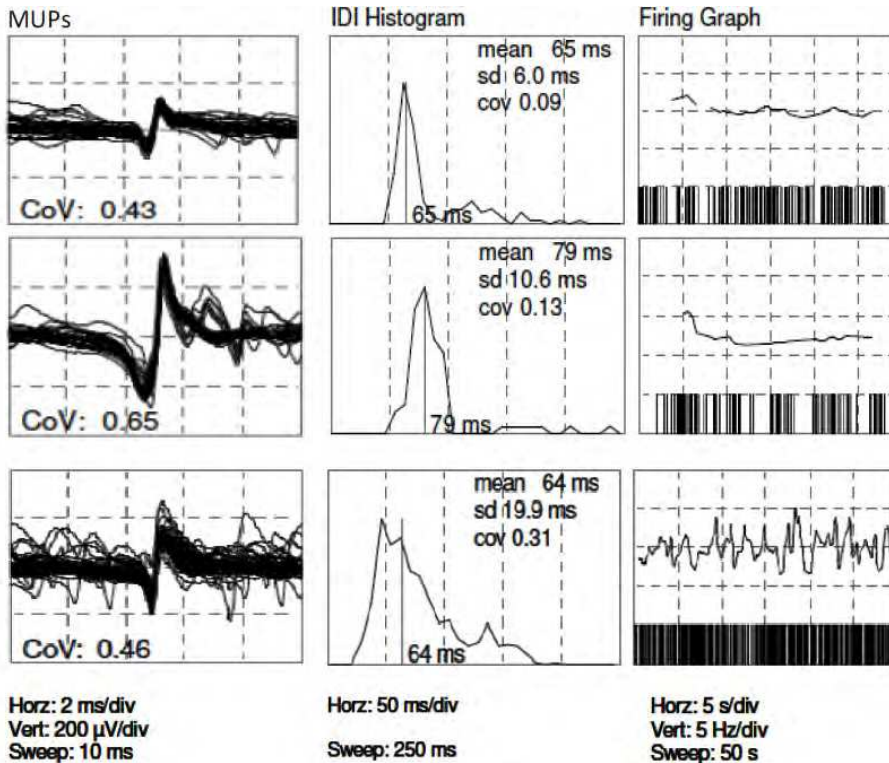 MUPs
IDI Histogram
Firing Graph
CoV: 0.43
mean 65 ms
sd 6.0 ms
cov 0.09
65 ms
CoV: 0.65
mean 79 ms
sd 10.6 ms
cov 0.13
79 ms
CoV: 0.46
mean 64 ms
sd 19.9 ms
cov 0.31
64 ms
Horz: 2 ms/div
Vert: 200 µV/div
Sweep: 10 ms
Horz: 50 ms/div
Sweep: 250 ms
Horz: 5 s/div
Vert: 5 Hz/div
Sweep: 50 s